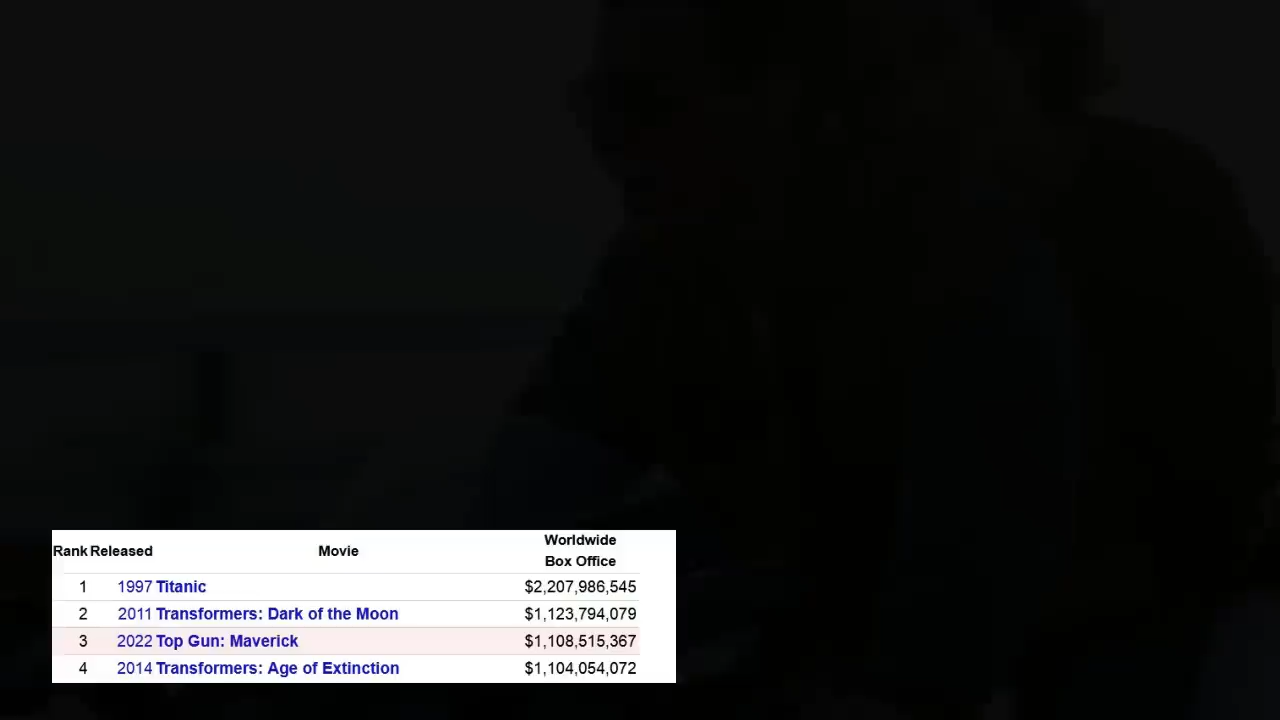 Rank Released Movie Worldwide Box Office
1 1997 Titanic $2,207,986,545
2 2011 Transformers: Dark of the Moon $1,123,794,079
3 2022 Top Gun: Maverick $1,108,515,367
4 2014 Transformers: Age of Extinction $1,104,054,072